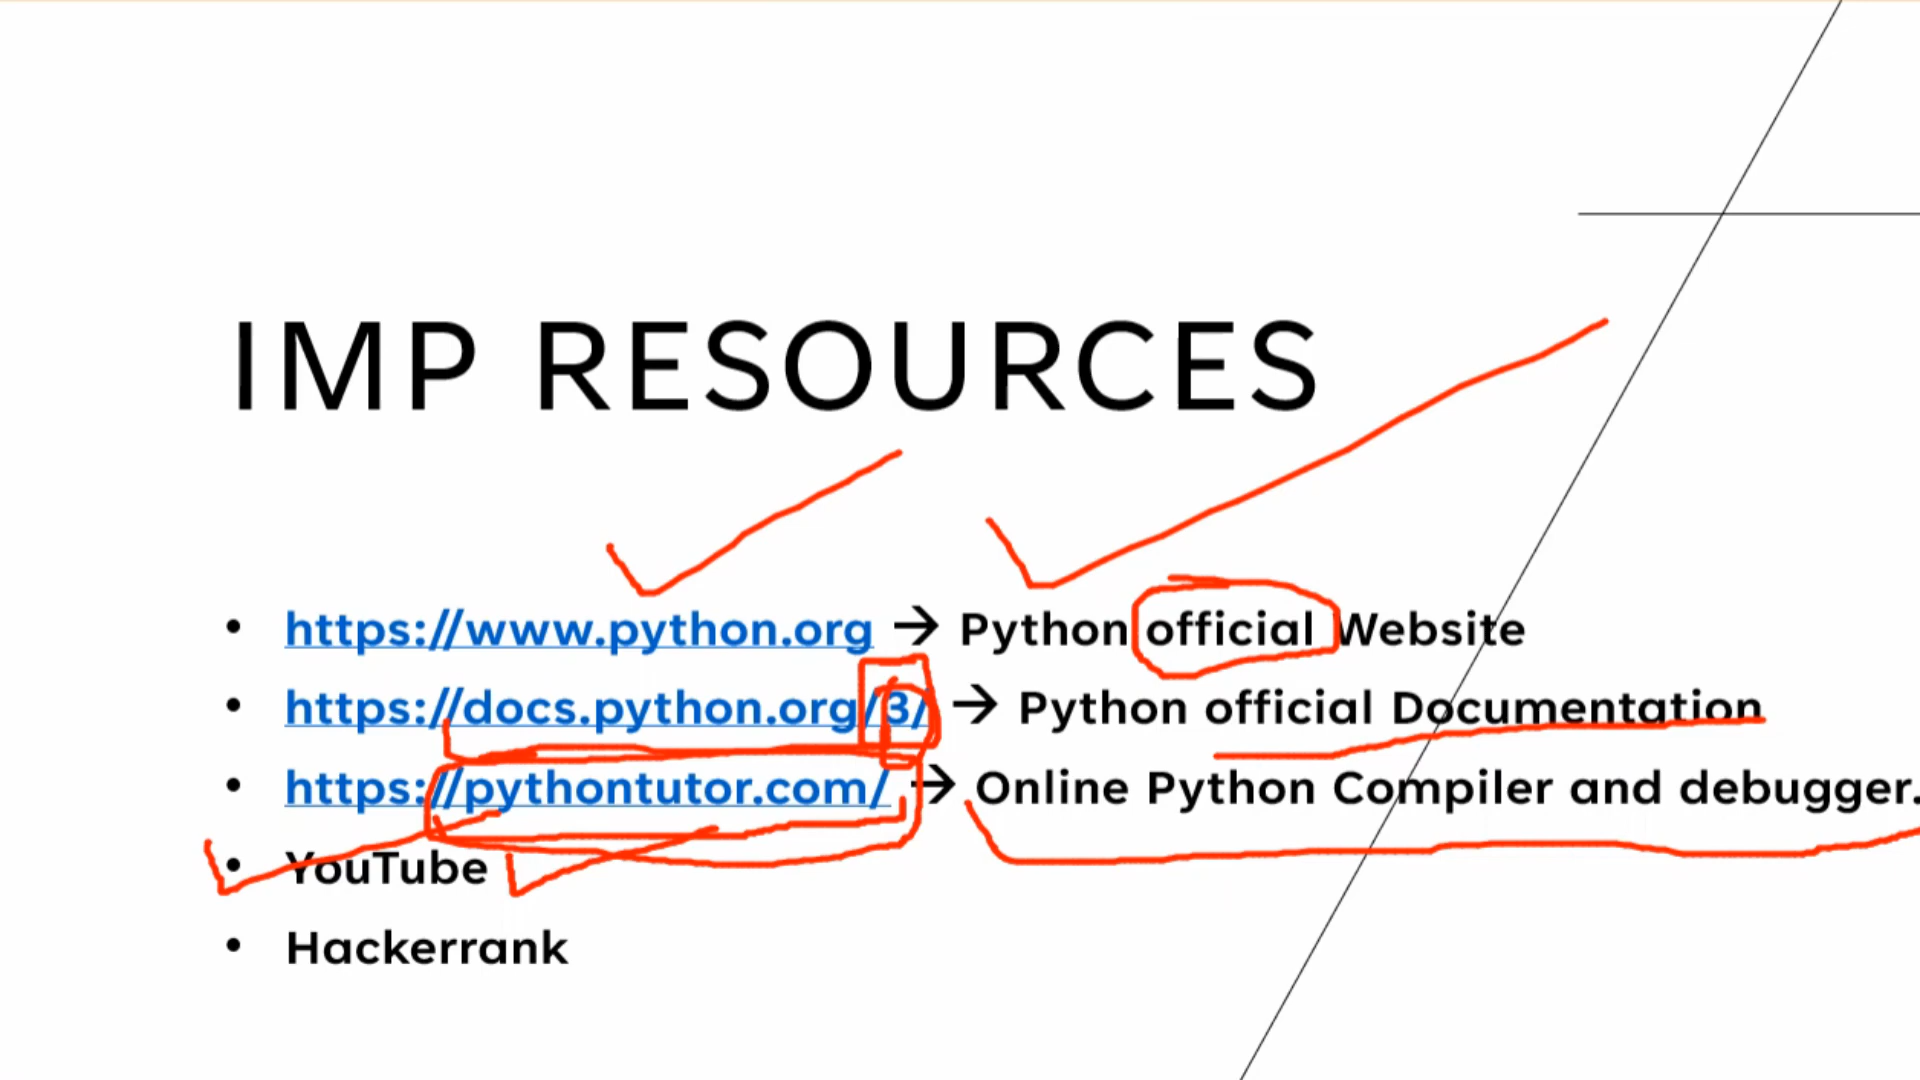 IMP RESOURCES
• https://www.python.org → Python official Website
• https://docs.python.org/3/ → Python official Documentation
• https://pythontutor.com/ → Online Python Compiler and debugger.
• YouTube
• Hackerrank